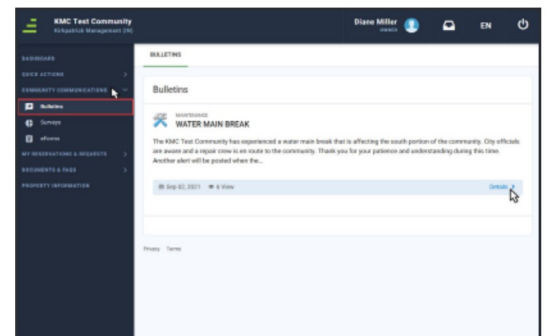 KMC Test Community
Kirkpatrick Management (IN)
Diane Miller
OWNER
EN
DASHBOARD
QUICK ACTIONS
COMMUNITY COMMUNICATIONS
Bulletins
Surveys
eForms
MY RESERVATIONS & REQUESTS
DOCUMENTS & FAQS
PROPERTY INFORMATION
BULLETINS
Bulletins
MAINTENANCE
WATER MAIN BREAK
The KMC Test Community has experienced a water main break that is affecting the south portion of the community. City officials
are aware and a repair crew is en route to the community. Thank you for your patience and understanding during this time.
Another alert will be posted when the...
Sep 02, 2021 6 View
Details
Privacy Terms